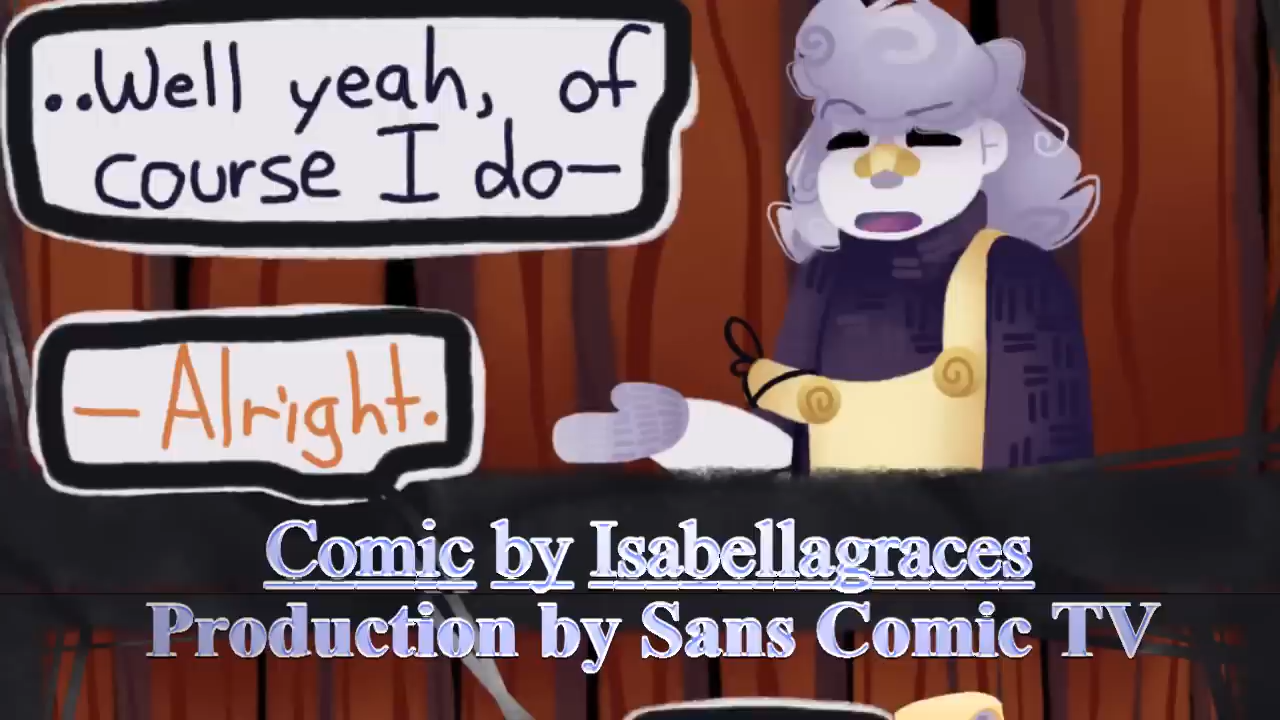 ..Well yeah, of
course I do—
—Alright.
Comic by Isabellagraces
Production by Sans Comic TV